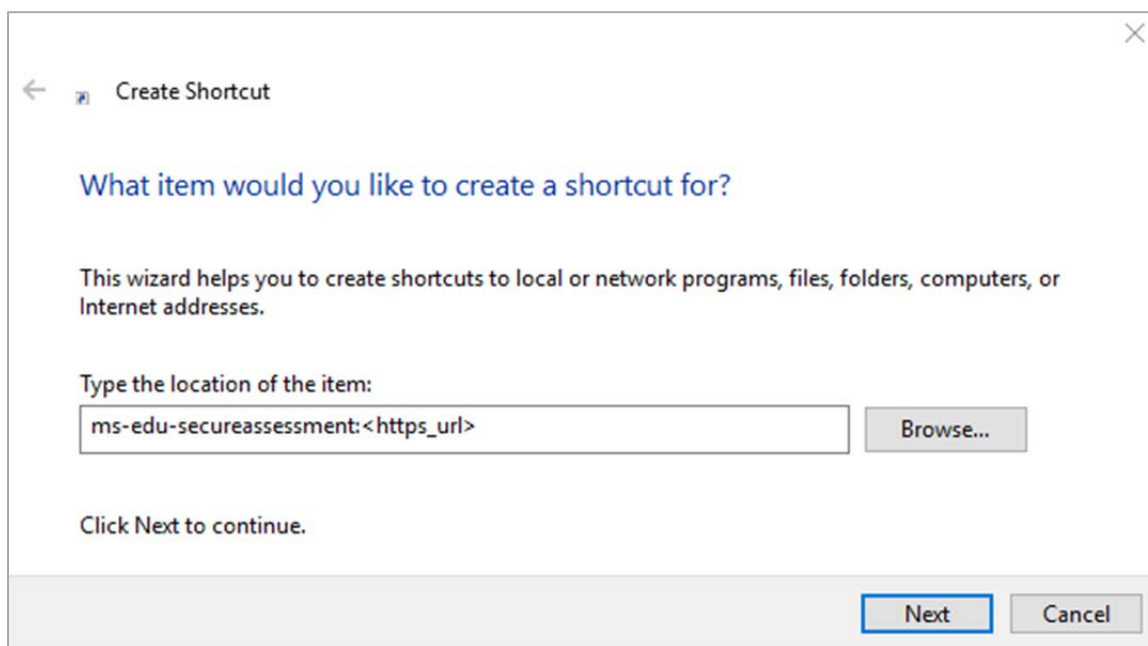 Create Shortcut
What item would you like to create a shortcut for?
This wizard helps you to create shortcuts to local or network programs, files, folders, computers, or
Internet addresses.
Type the location of the item:
ms-edu-secureassessment:<https_url>
Browse...
Click Next to continue.
Next
Cancel